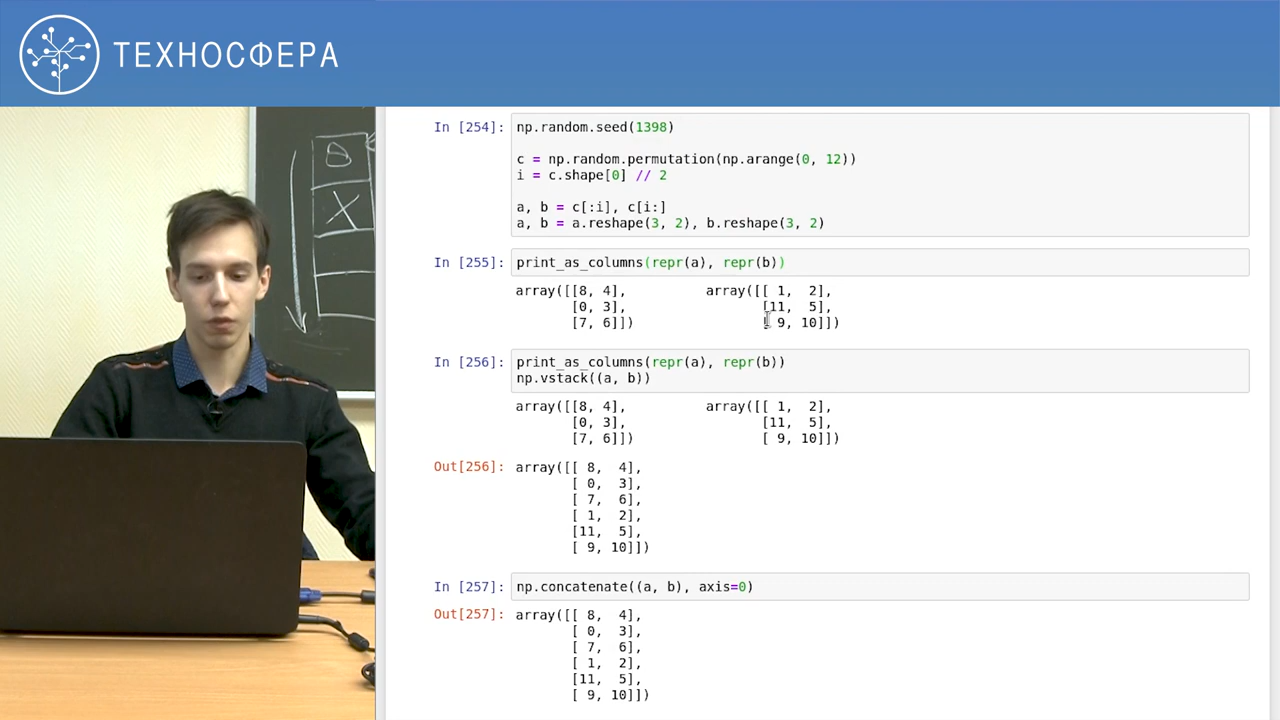 ТЕХНОСФЕРА
In [254]: np.random.seed(1398)
c = np.random.permutation(np.arange(0, 12))
i = c.shape[0] // 2
a, b = c[:i], c[i:]
a, b = a.reshape(3, 2), b.reshape(3, 2)
In [255]: print_as_columns(repr(a), repr(b))
array([[8, 4], array([[ 1, 2],
[0, 3], [11, 5],
[7, 6]]) [ 9, 10]])
In [256]: print_as_columns(repr(a), repr(b))
np.vstack((a, b))
array([[8, 4], array([[ 1, 2],
[0, 3], [11, 5],
[7, 6]]) [ 9, 10]])
Out[256]: array([[ 8, 4],
[ 0, 3],
[ 7, 6],
[ 1, 2],
[11, 5],
[ 9, 10]])
In [257]: np.concatenate((a, b), axis=0)
Out[257]: array([[ 8, 4],
[ 0, 3],
[ 7, 6],
[ 1, 2],
[11, 5],
[ 9, 10]])